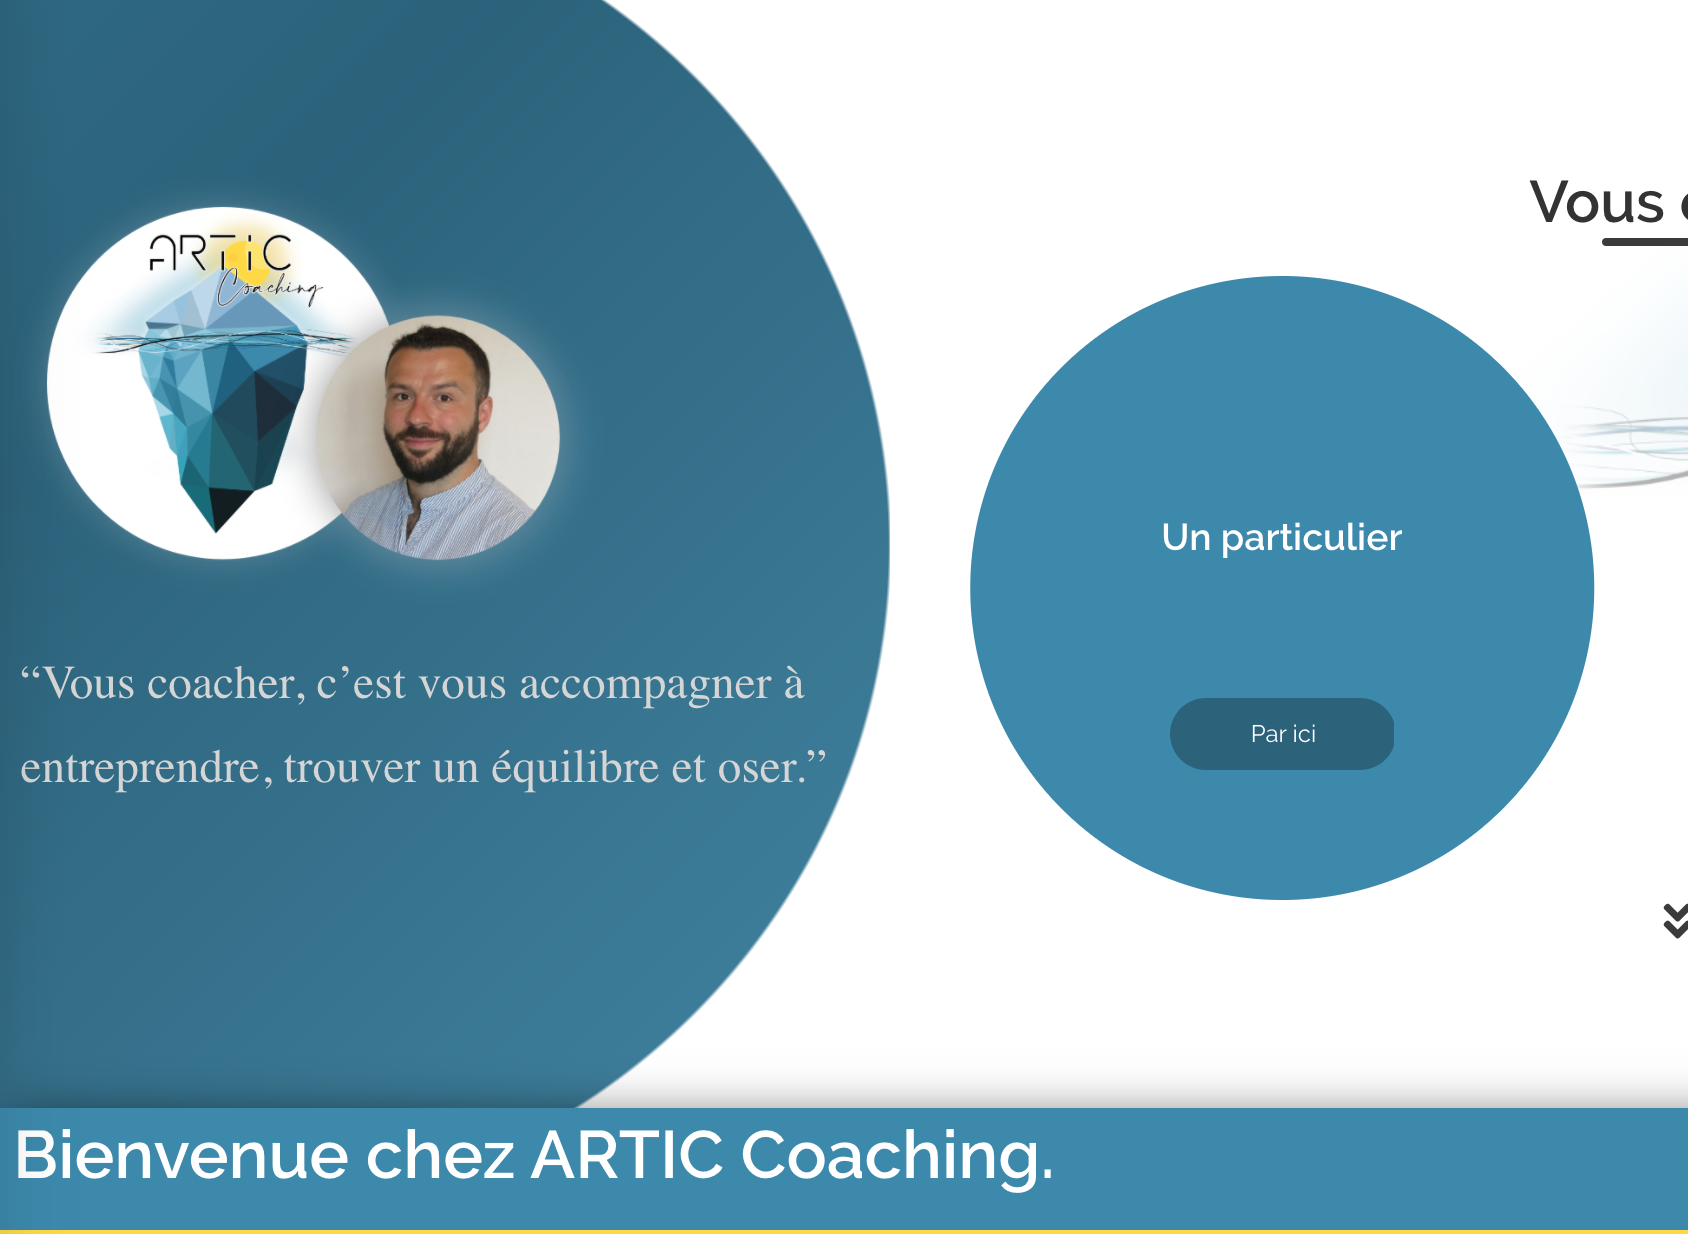 ARTIC
Coaching
“Vous coacher, c’est vous accompagner à
entreprendre, trouver un équilibre et oser.”
Vous
Un particulier
Par ici
Bienvenue chez ARTIC Coaching.